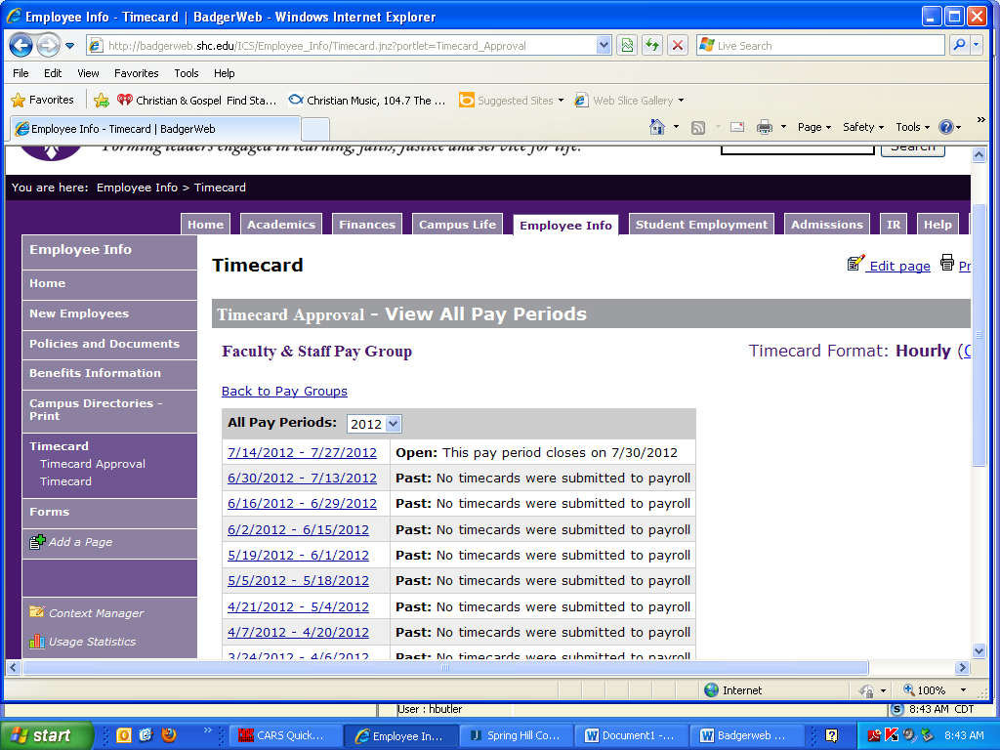 Employee Info - Timecard | BadgerWeb - Windows Internet Explorer
http://badgerweb.shc.edu/ICS/Employee_Info/Timecard.jnz?portlet=Timecard_Approval
Live Search
File Edit View Favorites Tools Help
Favorites Christian & Gospel Find Sta... Christian Music, 104.7 The ... Suggested Sites Web Slice Gallery
Employee Info - Timecard | BadgerWeb
Page Safety Tools
Forming leaders engaged in learning, faith, justice and service for life.
Search
You are here: Employee Info > Timecard
Home Academics Finances Campus Life Employee Info Student Employment Admissions IR Help
Employee Info
Home
New Employees
Policies and Documents
Benefits Information
Campus Directories - Print
Timecard
Timecard Approval
Timecard
Forms
Add a Page
Context Manager
Usage Statistics
Timecard
Edit page Pr
Timecard Approval - View All Pay Periods
Faculty & Staff Pay Group
Timecard Format: Hourly (
Back to Pay Groups
All Pay Periods: 2012
7/14/2012 - 7/27/2012 Open: This pay period closes on 7/30/2012
6/30/2012 - 7/13/2012 Past: No timecards were submitted to payroll
6/16/2012 - 6/29/2012 Past: No timecards were submitted to payroll
6/2/2012 - 6/15/2012 Past: No timecards were submitted to payroll
5/19/2012 - 6/1/2012 Past: No timecards were submitted to payroll
5/5/2012 - 5/18/2012 Past: No timecards were submitted to payroll
4/21/2012 - 5/4/2012 Past: No timecards were submitted to payroll
4/7/2012 - 4/20/2012 Past: No timecards were submitted to payroll
3/24/2012 - 4/6/2012 Past: No timecards were submitted to payroll
Internet 100%
User : hbutler
8:43 AM CDT
start CARS Quick... Employee In... Spring Hill Co... Document1 -... Badgerweb ... 8:43 AM